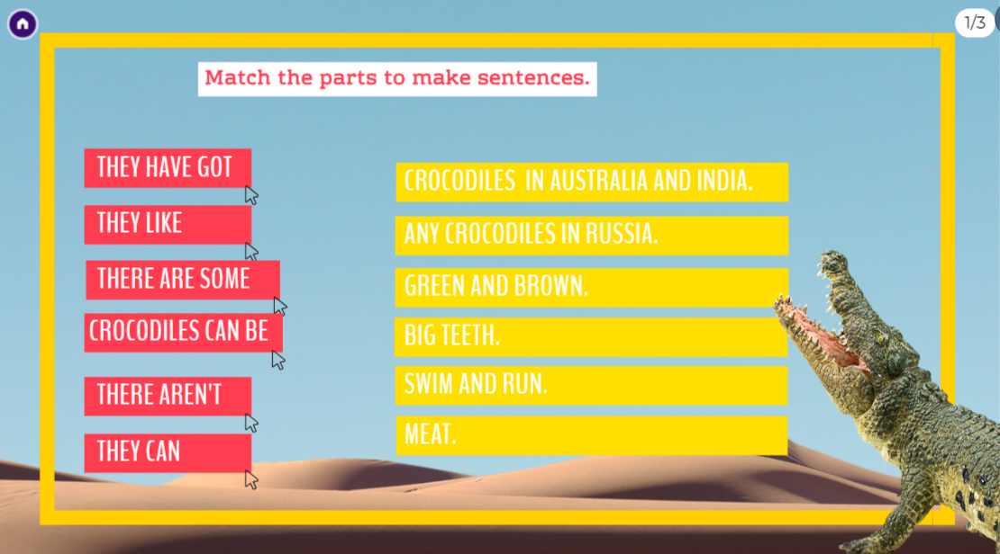 1/3
Match the parts to make sentences.
THEY HAVE GOT
THEY LIKE
THERE ARE SOME
CROCODILES CAN BE
THERE AREN'T
THEY CAN
CROCODILES IN AUSTRALIA AND INDIA.
ANY CROCODILES IN RUSSIA.
GREEN AND BROWN.
BIG TEETH.
SWIM AND RUN.
MEAT.